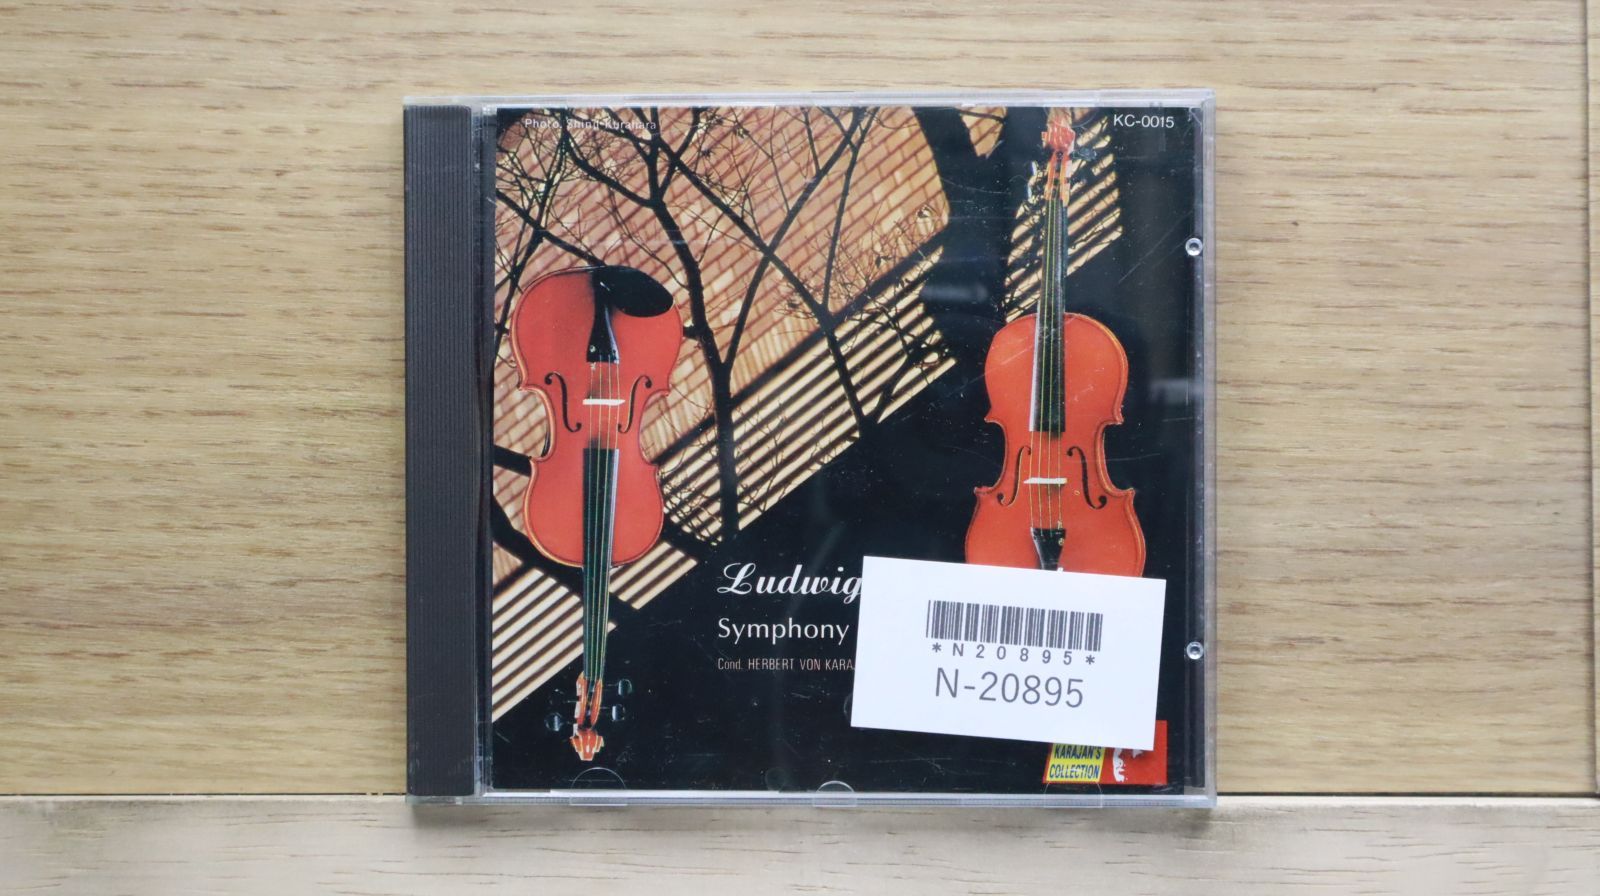 Photo. Shinji Kurahara
KC-0015
Ludwig
Symphony
Cond. HERBERT VON KARA
*N20895*
N-20895
KARAJAN'S
COLLECTION